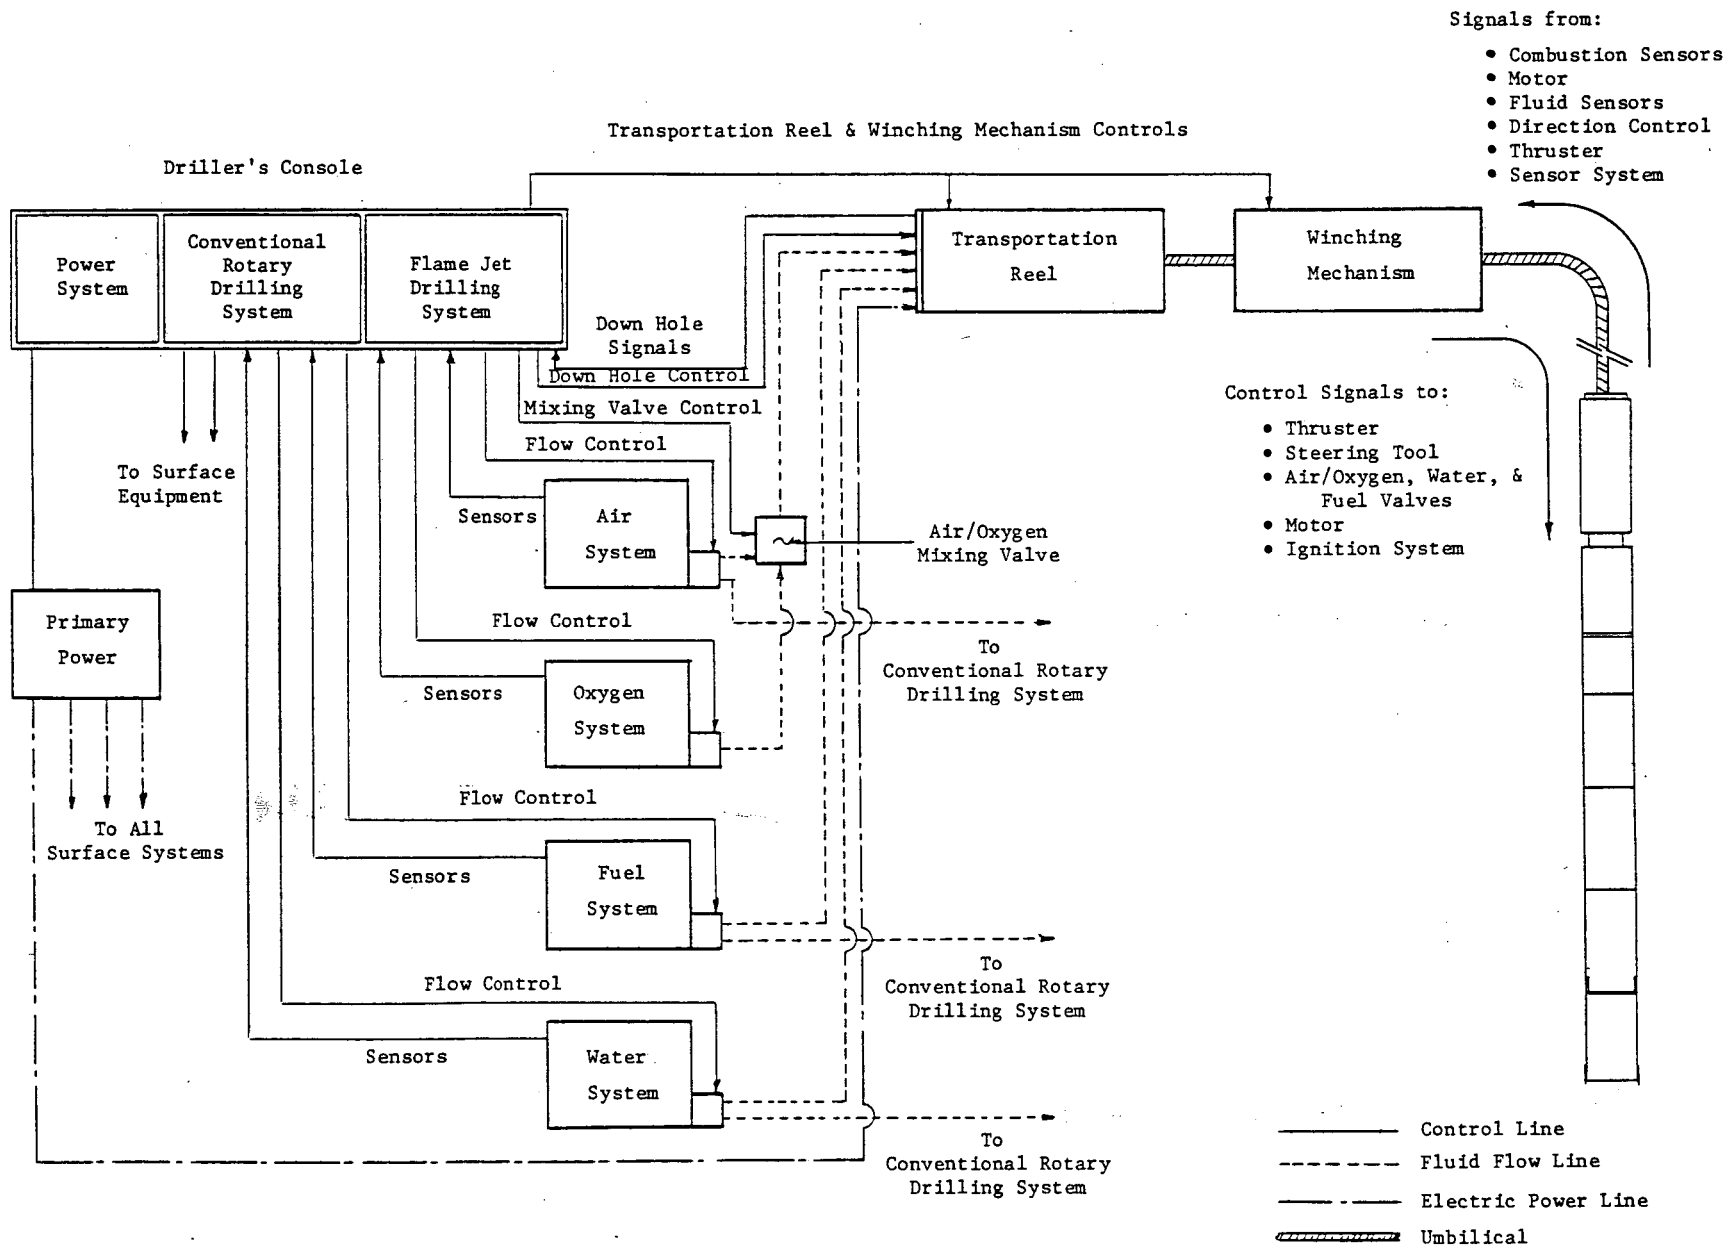 Signals from:
• Combustion Sensors
• Motor
• Fluid Sensors
• Direction Control
• Thruster
• Sensor System
Transportation Reel & Winching Mechanism Controls
Driller's Console
Power
System
Conventional
Rotary
Drilling
System
Flame Jet
Drilling
System
Transportation
Reel
Winching
Mechanism
Down Hole
Signals
Down Hole Control
Mixing Valve Control
Flow Control
To Surface
Equipment
Sensors
Air
System
Air/Oxygen
Mixing Valve
Control Signals to:
• Thruster
• Steering Tool
• Air/Oxygen, Water, &
Fuel Valves
• Motor
• Ignition System
Primary
Power
Flow Control
To
Conventional Rotary
Drilling System
Sensors
Oxygen
System
Flow Control
To All
Surface Systems
Sensors
Fuel
System
To
Conventional Rotary
Drilling System
Flow Control
Sensors
Water
System
To
Conventional Rotary
Drilling System
Control Line
Fluid Flow Line
Electric Power Line
Umbilical